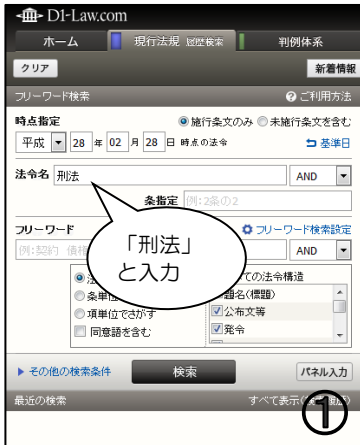 D1-Law.com
ホーム 現行法規 履歴検索 判例体系
クリア 新着情報
フリーワード検索 ? ご利用方法
時点指定 施行条文のみ 未施行条文を含む
平成 28 年 02 月 28 日 時点の法令 基準日
法令名 刑法 AND
条指定 例:2条の2
フリーワード フリーワード検索設定
例:契約 債権 AND
「刑法」
と入力
ての法令構造
条単位 題名(標題)
項単位でさがす 公布文等
同意語を含む 発令
その他の検索条件 検索 パネル入力
最近の検索 すべて表示
①